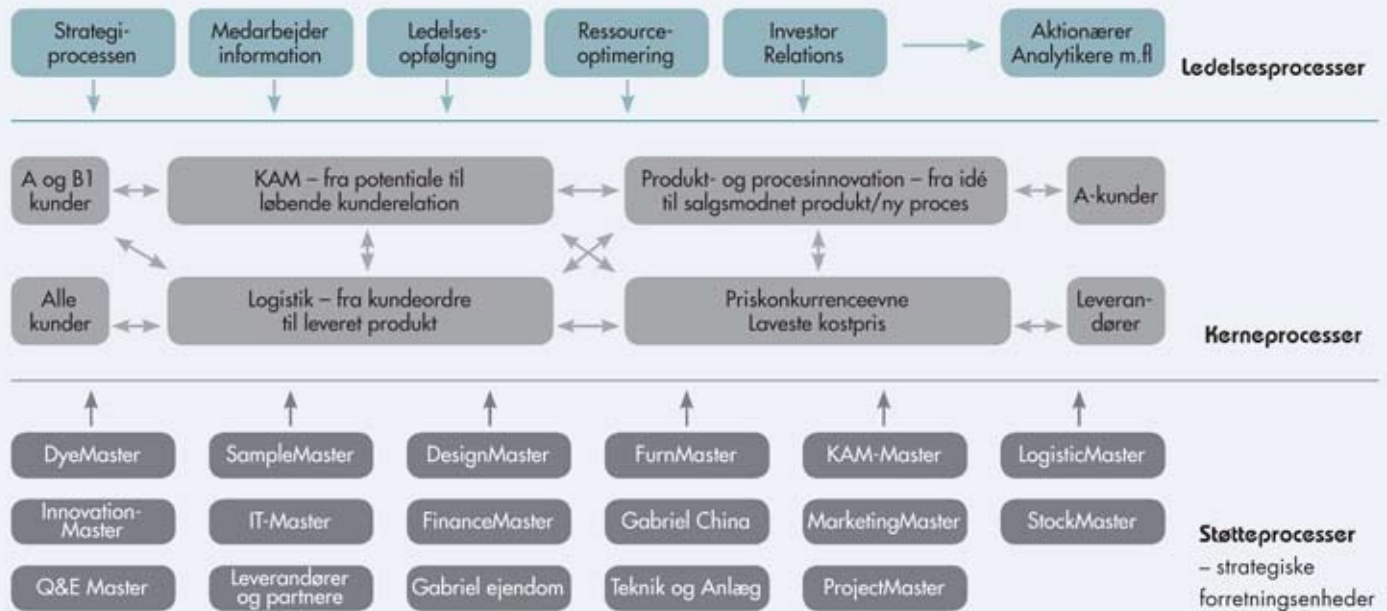 Strategi-
processen
Medarbejder
information
Ledelses-
opfølgning
Ressource-
optimering
Investor
Relations
Aktionærer
Analytikere m.fl
Ledelsesprocesser
A og B1
kunder
KAM – fra potentiale til
løbende kunderelation
Produkt- og procesinnovation – fra idé
til salgsmodnet produkt/ny proces
A-kunder
Alle
kunder
Logistik – fra kundeordre
til leveret produkt
Priskonkurrenceevne
Laveste kostpris
Leveran-
dører
Kerneprocesser
DyeMaster
SampleMaster
DesignMaster
FurnMaster
KAM-Master
LogisticMaster
Innovation-
Master
IT-Master
FinanceMaster
Gabriel China
MarketingMaster
StockMaster
Q&E Master
Leverandører
og partnere
Gabriel ejendom
Teknik og Anlæg
ProjectMaster
Støtteprocesser
– strategiske
forretningsenheder